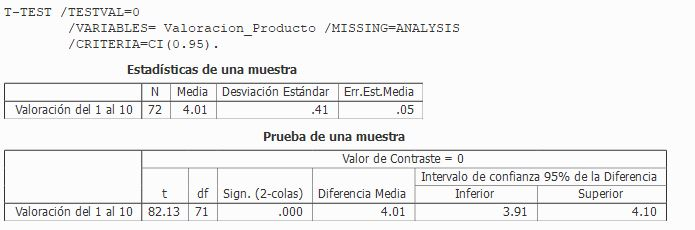 T-TEST /TESTVAL=0
/VARIABLES= Valoracion_Producto /MISSING=ANALYSIS
/CRITERIA=CI(0.95).
Estadísticas de una muestra
N Media Desviación Estándar Err.Est.Media
Valoración del 1 al 10 72 4.01 .41 .05
Prueba de una muestra
Valor de Contraste = 0
Intervalo de confianza 95% de la Diferencia
t df Sign. (2-colas) Diferencia Media Inferior Superior
Valoración del 1 al 10 82.13 71 .000 4.01 3.91 4.10